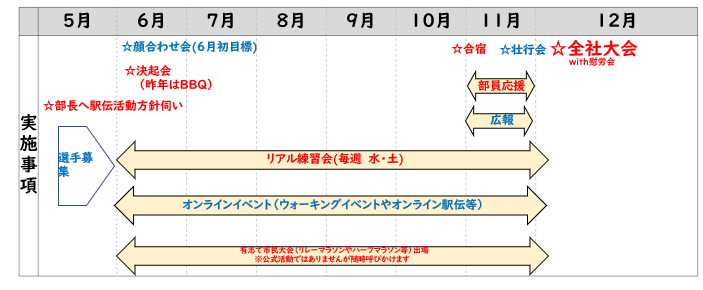 5月 6月 7月 8月 9月 10月 11月 12月
☆顔合わせ会(6月初目標)
☆合宿
☆壮行会
☆全社大会
with慰労会
☆決起会
(昨年はBBQ)
部員応援
☆部長へ駅伝活動方針伺い
広報
実施事項
選手募
集
リアル練習会(毎週 水・土)
オンラインイベント(ウォーキングイベントやオンライン駅伝等)
有志で市民大会(リレーマラソンやハーフマラソン等)出場
※公式活動ではありませんが随時呼びかけます